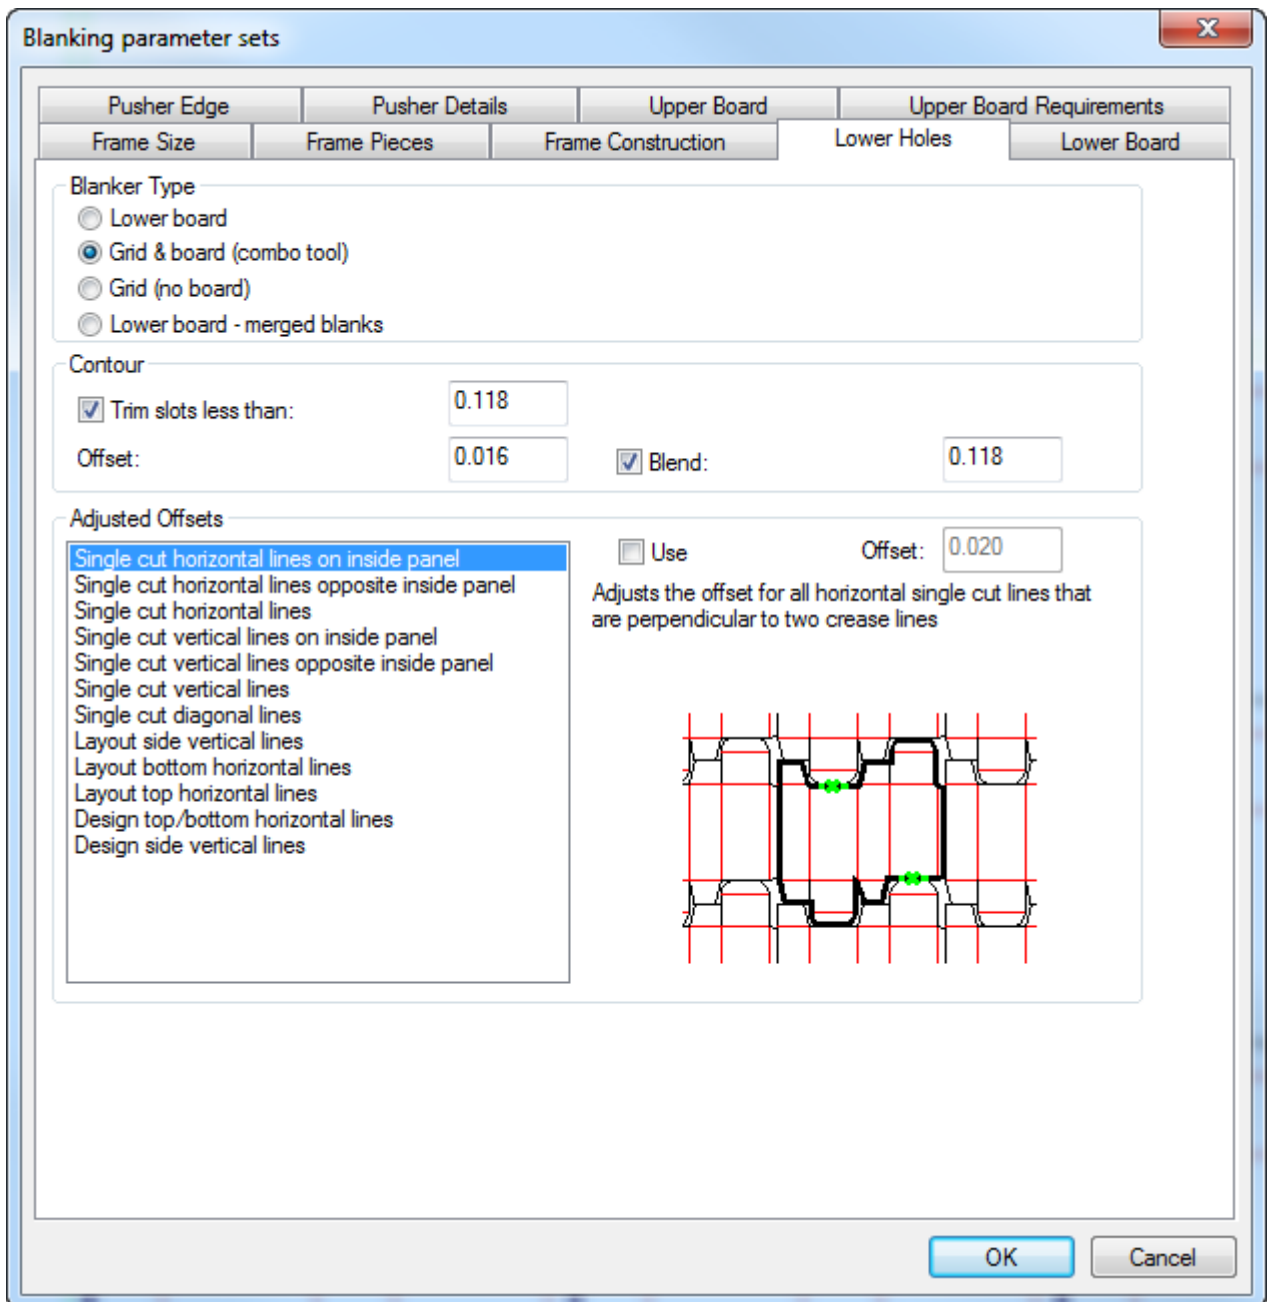 Blanking parameter sets
Pusher Edge
Pusher Details
Upper Board
Upper Board Requirements
Frame Size
Frame Pieces
Frame Construction
Lower Holes
Lower Board
Blanker Type
Lower board
Grid & board (combo tool)
Grid (no board)
Lower board - merged blanks
Contour
Trim slots less than: 0.118
Offset: 0.016 Blend: 0.118
Adjusted Offsets
Single cut horizontal lines on inside panel
Single cut horizontal lines opposite inside panel
Single cut horizontal lines
Single cut vertical lines on inside panel
Single cut vertical lines opposite inside panel
Single cut vertical lines
Single cut diagonal lines
Layout side vertical lines
Layout bottom horizontal lines
Layout top horizontal lines
Design top/bottom horizontal lines
Design side vertical lines
Use Offset: 0.020
Adjusts the offset for all horizontal single cut lines that
are perpendicular to two crease lines
OK
Cancel